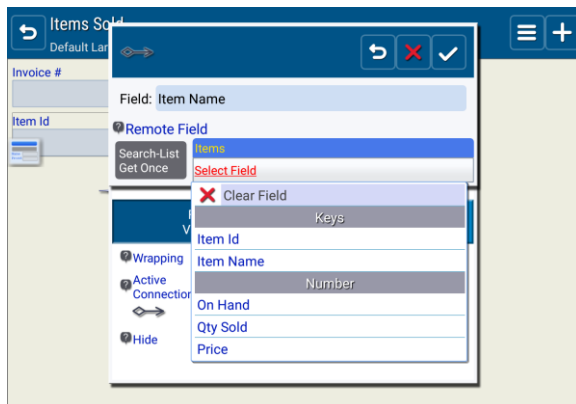 Items Sol
Default Lar
Invoice #
Item Id
Field: Item Name
Remote Field
Search-List
Get Once
Items
Select Field
Clear Field
Keys
Item Id
Item Name
Number
On Hand
Qty Sold
Price
V
Wrapping
Active
Connection
Hide